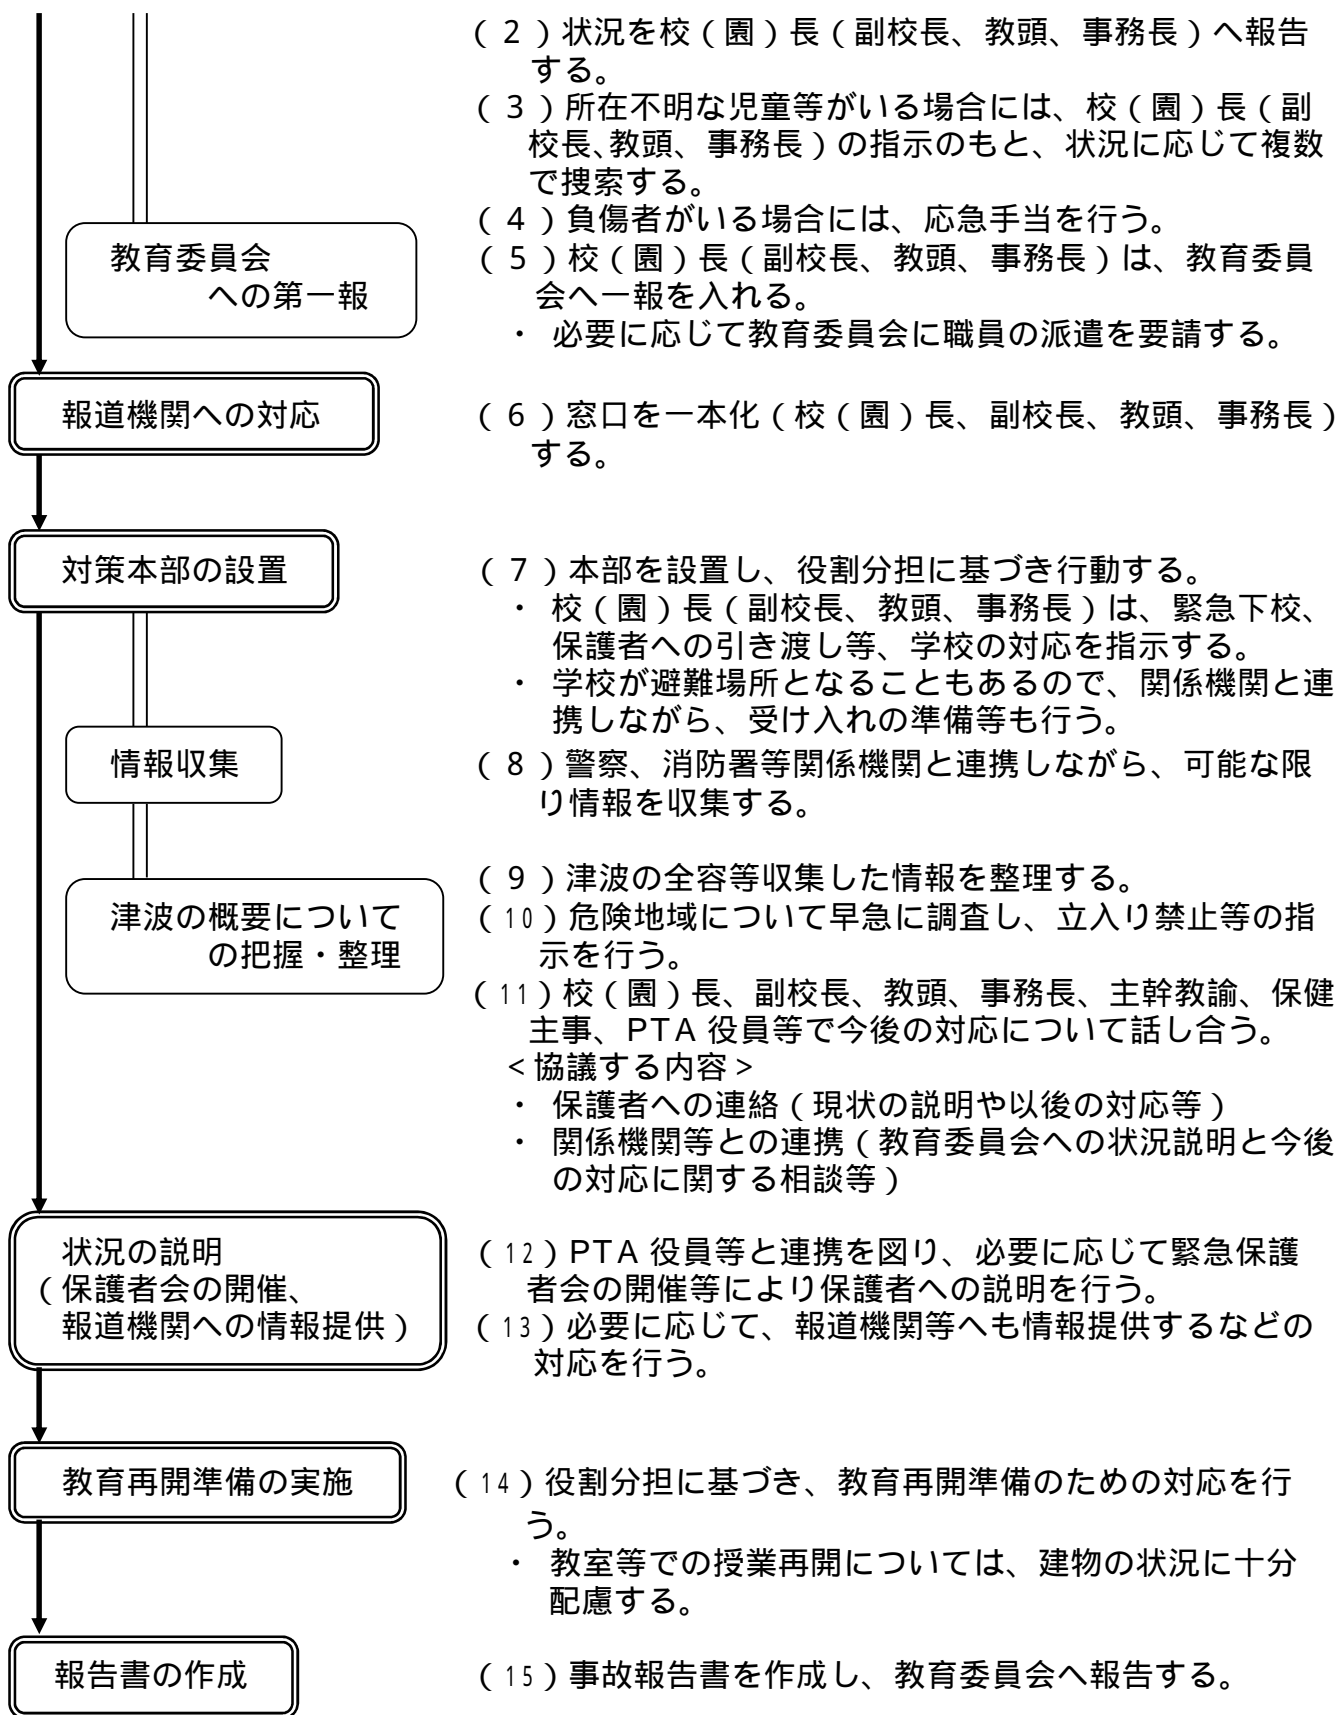 （２）状況を校（園）長（副校長、教頭、事務長）へ報告
する。
（３）所在不明な児童等がいる場合には、校（園）長（副
校長､教頭、事務長）の指示のもと、状況に応じて複数
で捜索する。
（４）負傷者がいる場合には、応急手当を行う。
教育委員会
への第一報
（５）校（園）長（副校長、教頭、事務長）は、教育委員
会へ一報を入れる。
・ 必要に応じて教育委員会に職員の派遣を要請する。
報道機関への対応
（６）窓口を一本化（校（園）長、副校長、教頭、事務長）
する。
対策本部の設置
（７）本部を設置し、役割分担に基づき行動する。
・ 校（園）長（副校長、教頭、事務長）は、緊急下校、
保護者への引き渡し等、学校の対応を指示する。
・ 学校が避難場所となることもあるので、関係機関と連
携しながら、受け入れの準備等も行う。
情報収集
（８）警察、消防署等関係機関と連携しながら、可能な限
り情報を収集する。
津波の概要について
の把握・整理
（９）津波の全容等収集した情報を整理する。
（10）危険地域について早急に調査し、立入り禁止等の指
示を行う。
（11）校（園）長、副校長、教頭、事務長、主幹教諭、保健
主事、PTA 役員等で今後の対応について話し合う。
＜協議する内容＞
・ 保護者への連絡（現状の説明や以後の対応等）
・ 関係機関等との連携（教育委員会への状況説明と今後
の対応に関する相談等）
状況の説明
（保護者会の開催、
報道機関への情報提供）
（12）PTA 役員等と連携を図り、必要に応じて緊急保護
者会の開催等により保護者への説明を行う。
（13）必要に応じて、報道機関等へも情報提供するなどの
対応を行う。
教育再開準備の実施
（14）役割分担に基づき、教育再開準備のための対応を行
う。
・ 教室等での授業再開については、建物の状況に十分
配慮する。
報告書の作成
（15）事故報告書を作成し、教育委員会へ報告する。